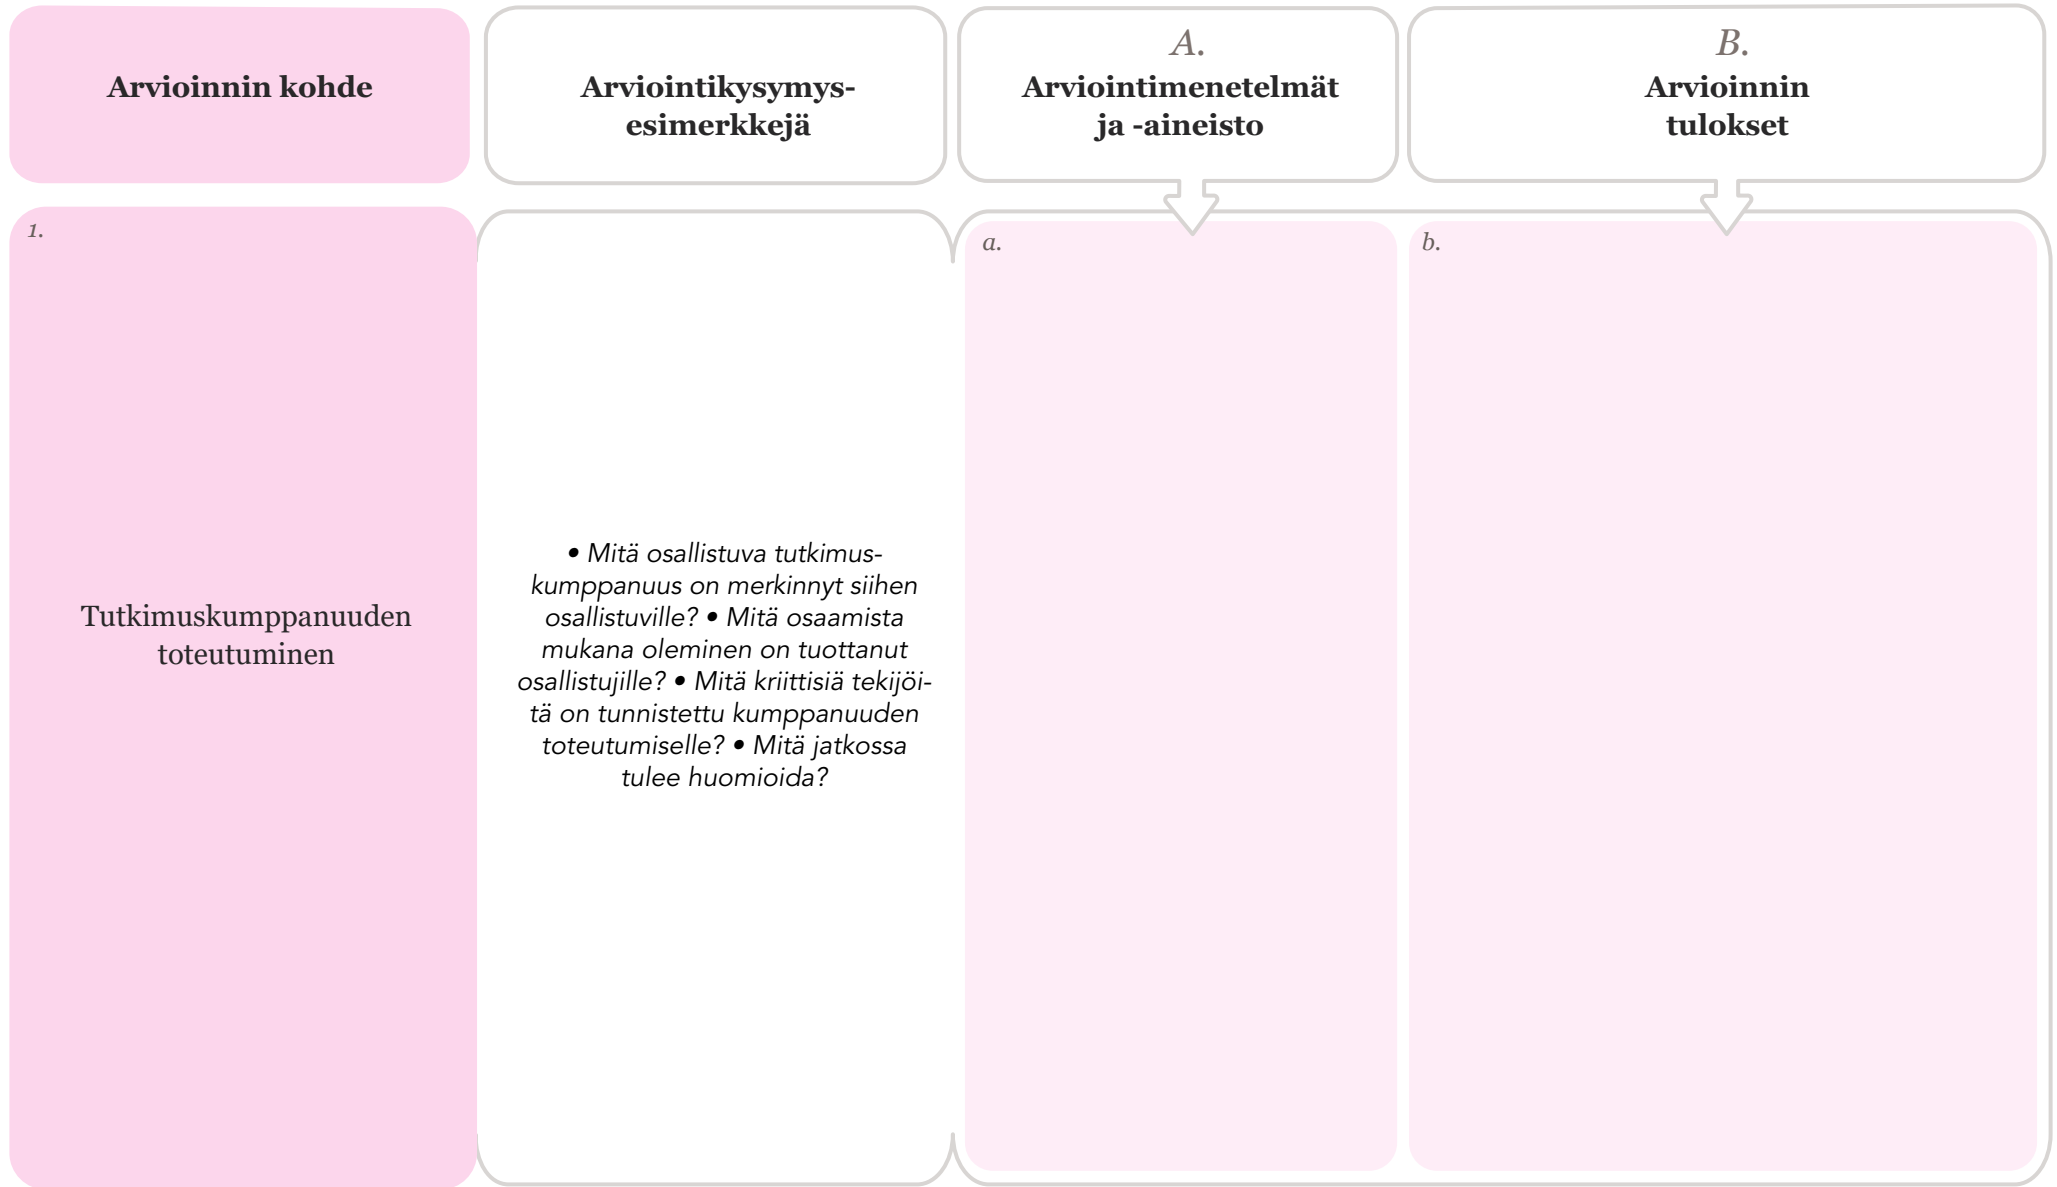 Arvioinnin kohde
Arviointikysymys-
esimerkkejä
A.
Arviointimenetelmät
ja -aineisto
B.
Arvioinnin
tulokset
1.
Tutkimuskumppanuuden
toteutuminen
• Mitä osallistuva tutkimus-
kumppanuus on merkinnyt siihen
osallistuville? • Mitä osaamista
mukana oleminen on tuottanut
osallistujille? • Mitä kriittisiä tekijöi-
tä on tunnistettu kumppanuuden
toteutumiselle? • Mitä jatkossa
tulee huomioida?
a.
b.